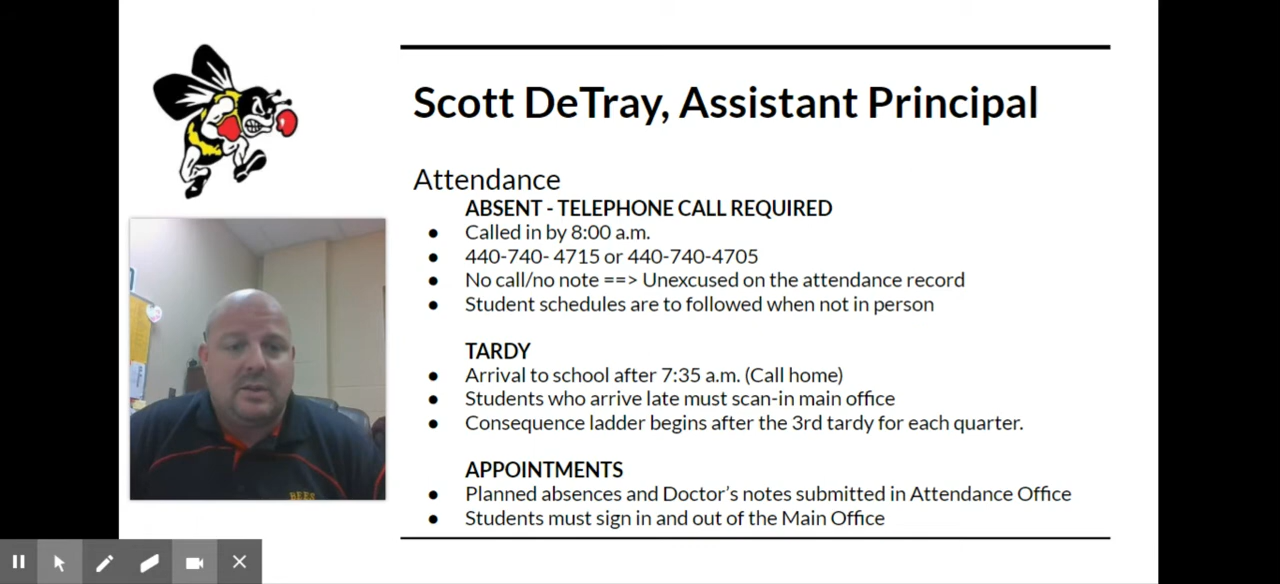 Scott DeTray, Assistant Principal
Attendance
ABSENT - TELEPHONE CALL REQUIRED
● Called in by 8:00 a.m.
● 440-740- 4715 or 440-740-4705
● No call/no note ==> Unexcused on the attendance record
● Student schedules are to followed when not in person
TARDY
● Arrival to school after 7:35 a.m. (Call home)
● Students who arrive late must scan-in main office
● Consequence ladder begins after the 3rd tardy for each quarter.
APPOINTMENTS
● Planned absences and Doctor's notes submitted in Attendance Office
● Students must sign in and out of the Main Office
BEES